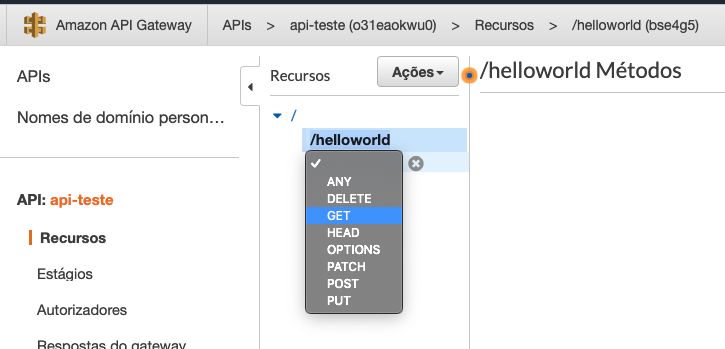 Amazon API Gateway APIs > api-teste (o31eaokwu0) > Recursos > /helloworld (bse4g5)
APIs
Nomes de domínio person…
API: api-teste
Recursos
Estágios
Autorizadores
Respostas do gateway
Recursos Ações
/
/helloworld
ANY
DELETE
GET
HEAD
OPTIONS
PATCH
POST
PUT
/helloworld Métodos